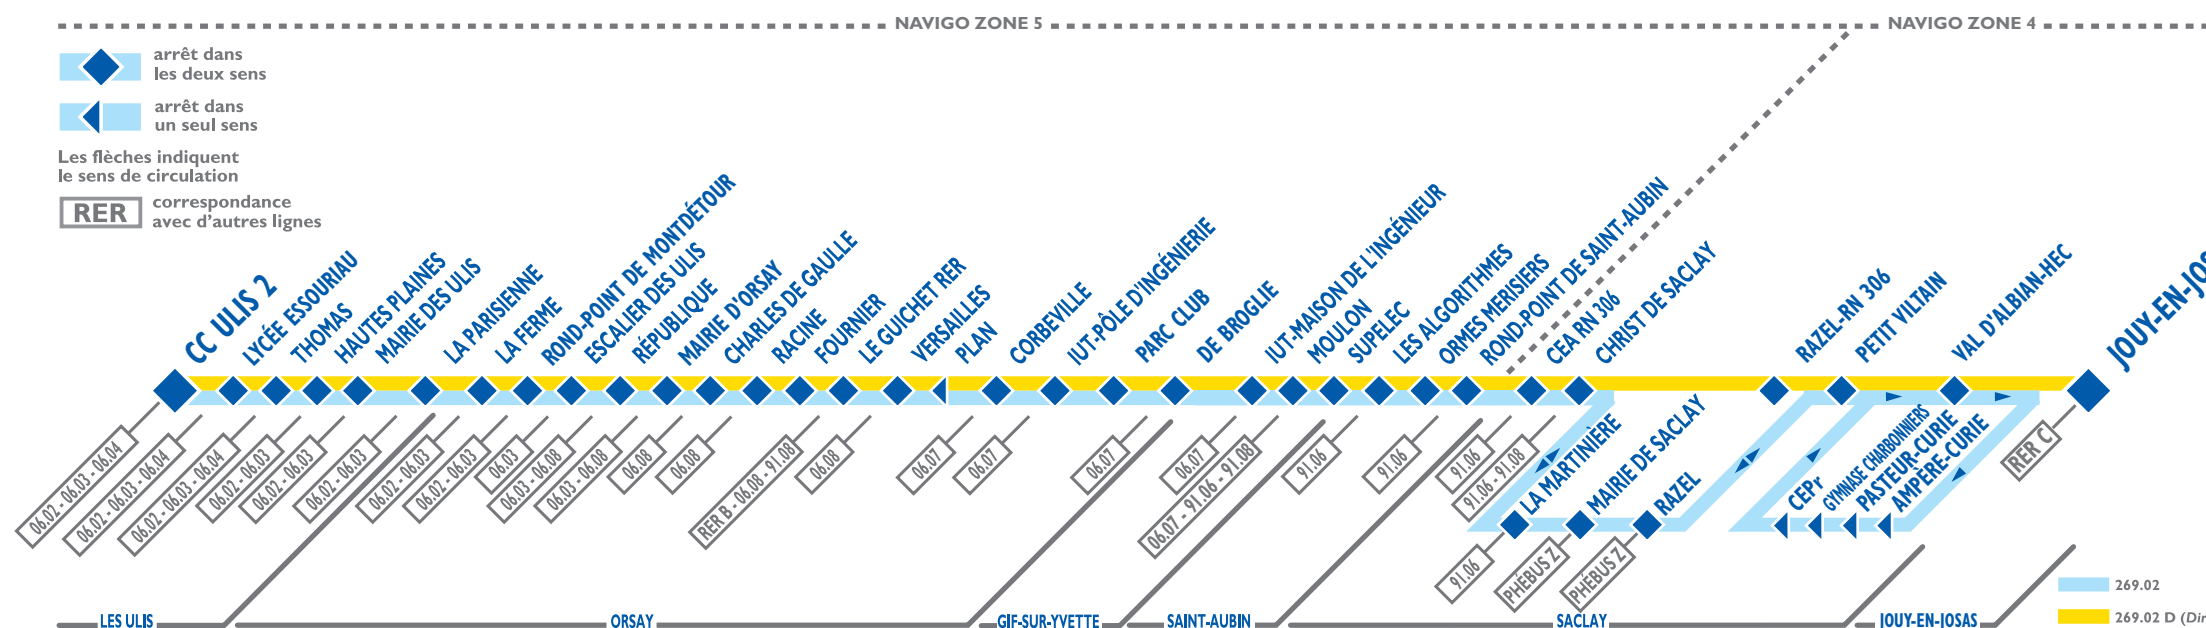 NAVIGO ZONE 5
NAVIGO ZONE 4
arrêt dans
les deux sens
arrêt dans
un seul sens
Les flèches indiquent
le sens de circulation
RER
correspondance
avec d'autres lignes
CC ULIS 2
LYCÉE ESSOURIAU
THOMAS
HAUTES PLAINES
MAIRIE DES ULIS
LA PARISIENNE
LA FERME
ROND-POINT DE MONTDÉTOUR
ESCALIER DES ULIS
RÉPUBLIQUE
MAIRIE D'ORSAY
CHARLES DE GAULLE
RACINE
FOURNIER
LE GUICHET RER
VERSAILLES
PLAN
CORBEVILLE
IUT-PÔLE D'INGÉNIERIE
PARC CLUB
DE BROGLIE
IUT-MAISON DE L'INGÉNIEUR
MOULON
SUPELEC
LES ALGORITHMES
ORMES MERISIERS
ROND-POINT DE SAINT-AUBIN
CEA RN 306
CHRIST DE SACLAY
RAZEL-RN 306
PETIT VILTAIN
VAL D'ALBIAN-HEC
JOUY-EN-JOS
LA MARTINIÈRE
MAIRIE DE SACLAY
RAZEL
CEPr
GYMNASE CHARBONNIERS
PASTEUR-CURIE
AMPÈRE-CURIE
06.02 - 06.03 - 06.04
06.02 - 06.03 - 06.04
06.02 - 06.03 - 06.04
06.02 - 06.03
06.02 - 06.03
06.02 - 06.03
06.02 - 06.03
06.02 - 06.03
06.03
06.03 - 06.08
06.03 - 06.08
06.08
06.08
RER B - 06.08 - 91.08
06.08
06.07
06.07
06.07
06.07
06.07 - 91.06 - 91.08
91.06
91.06
91.06
91.06 - 91.08
RER C
91.06
PHÉBUS Z
PHÉBUS Z
LES ULIS
ORSAY
GIF-SUR-YVETTE
SAINT-AUBIN
SACLAY
JOUY-EN-JOSAS
269.02
269.02 D (Dir